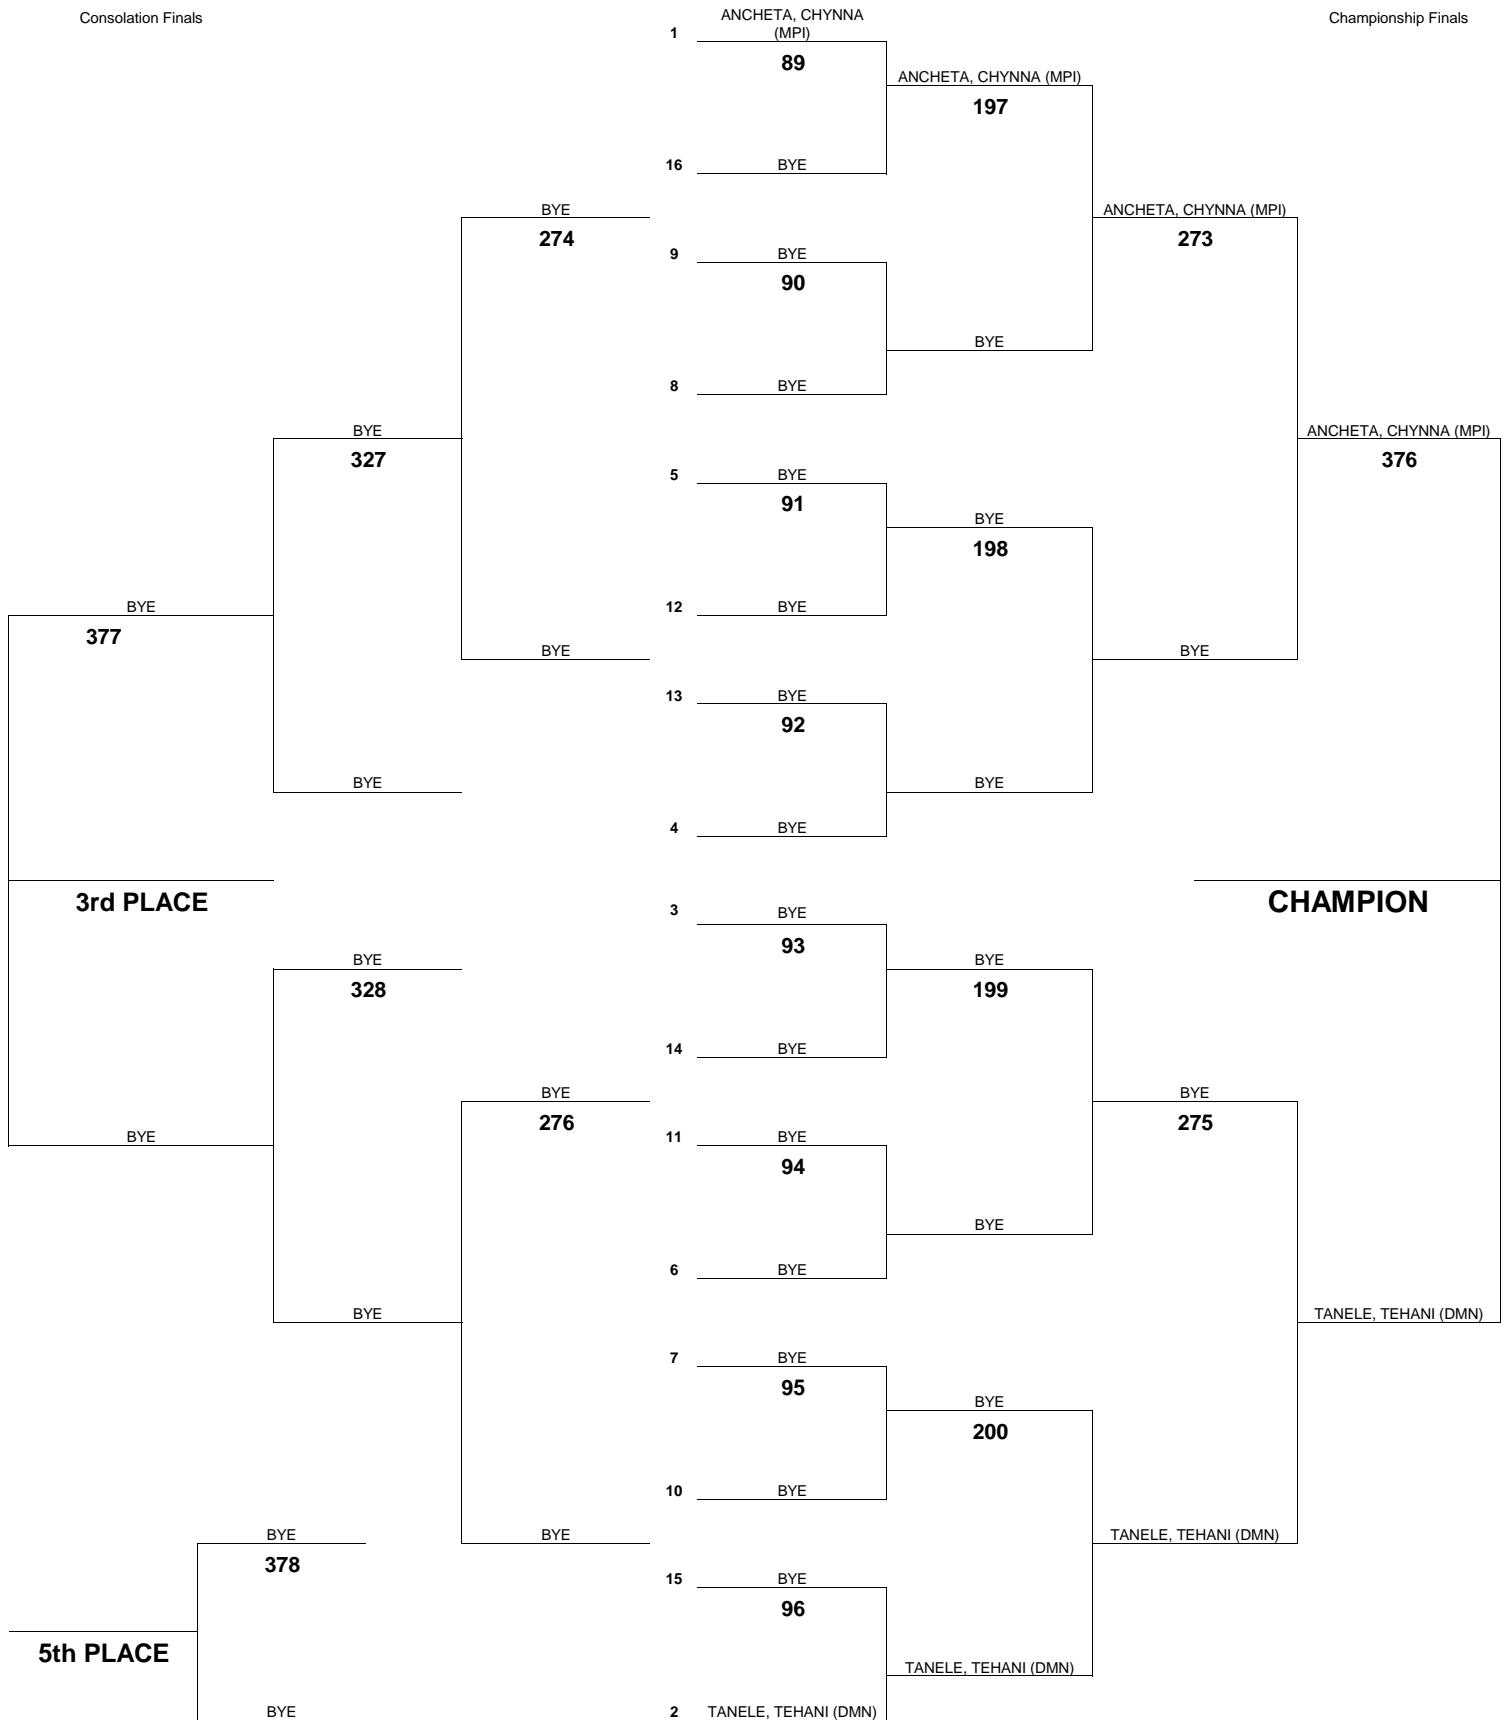 Consolation Finals
Championship Finals
ANCHETA, CHYNNA
(MPI)
1
89
ANCHETA, CHYNNA (MPI)
197
16 BYE
BYE
274
ANCHETA, CHYNNA (MPI)
273
9 BYE
90
BYE
8 BYE
BYE
327
ANCHETA, CHYNNA (MPI)
376
5 BYE
91
BYE
198
BYE
377
12 BYE
BYE
BYE
13 BYE
92
BYE
BYE
4 BYE
3rd PLACE
CHAMPION
3 BYE
93
BYE
328
BYE
199
14 BYE
BYE
276
BYE
275
BYE
11 BYE
94
BYE
6 BYE
BYE
TANELE, TEHANI (DMN)
7 BYE
95
BYE
200
10 BYE
BYE
378
BYE
TANELE, TEHANI (DMN)
15 BYE
96
5th PLACE
TANELE, TEHANI (DMN)
BYE
2 TANELE, TEHANI (DMN)